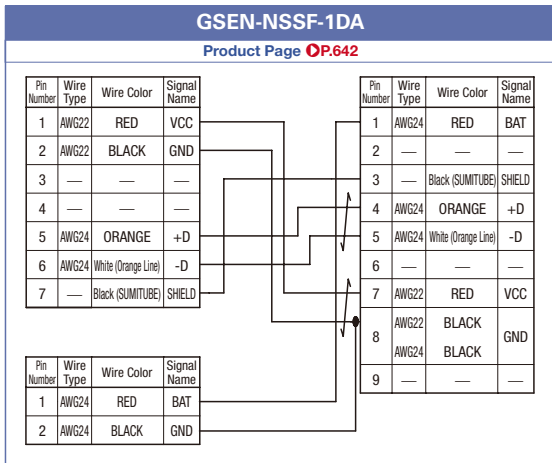 GSEN-NSSF-1DA
Product Page P.642
Pin Number Wire Type Wire Color Signal Name
1 AWG22 RED VCC
2 AWG22 BLACK GND
3 — — —
4 — — —
5 AWG24 ORANGE +D
6 AWG24 White (Orange Line) -D
7 — Black (SUMITUBE) SHIELD
Pin Number Wire Type Wire Color Signal Name
1 AWG24 RED BAT
2 AWG24 BLACK GND
Pin Number Wire Type Wire Color Signal Name
1 AWG24 RED BAT
2 — — —
3 — Black (SUMITUBE) SHIELD
4 AWG24 ORANGE +D
5 AWG24 White (Orange Line) -D
6 — — —
7 AWG22 RED VCC
8 AWG22 BLACK GND
AWG24 BLACK
9 — — —